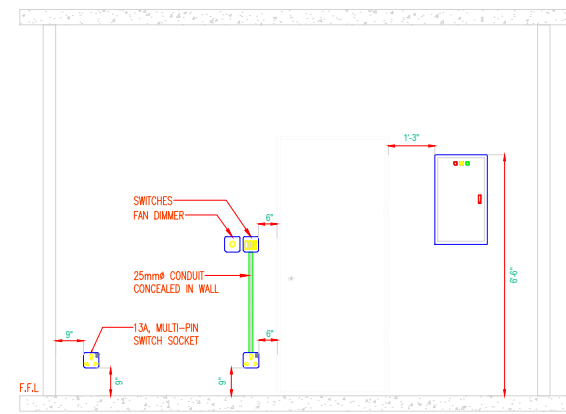 1'-3"
SWITCHES
FAN DIMMER
6"
25mmø CONDUIT
CONCEALED IN WALL
6'-6"
9"
13A, MULTI-PIN
SWITCH SOCKET
6"
9"
9"
F.F.L